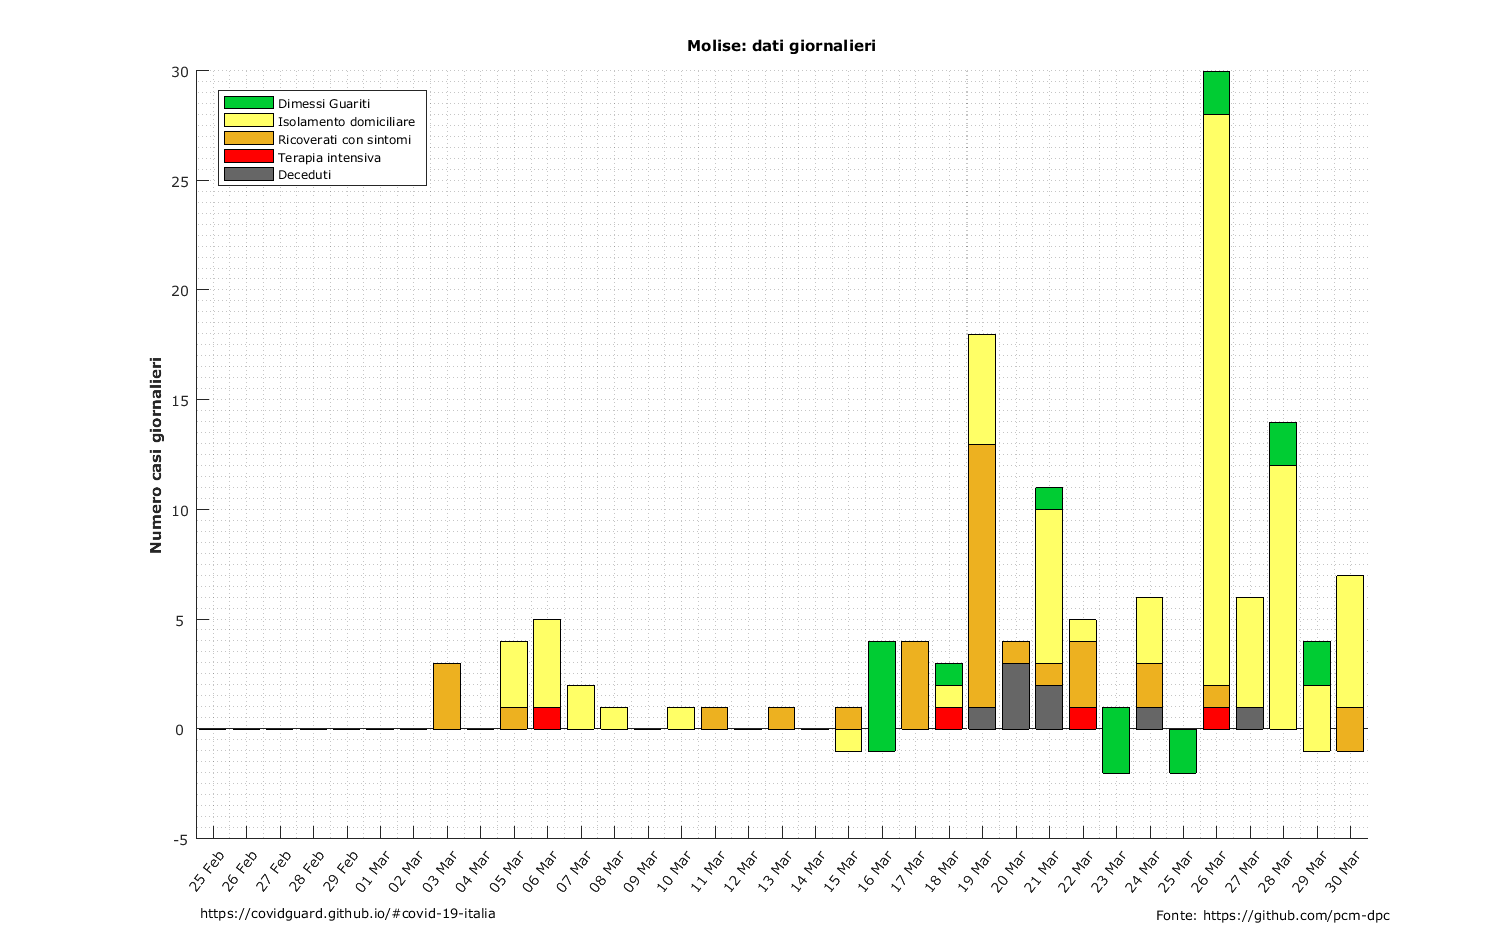 Molise: dati giornalieri
Dimessi Guariti
Isolamento domiciliare
Ricoverati con sintomi
Terapia intensiva
Deceduti
Numero casi giornalieri
30
25
20
15
10
5
0
-5
25 Feb
26 Feb
27 Feb
28 Feb
29 Feb
01 Mar
02 Mar
03 Mar
04 Mar
05 Mar
06 Mar
07 Mar
08 Mar
09 Mar
10 Mar
11 Mar
12 Mar
13 Mar
14 Mar
15 Mar
16 Mar
17 Mar
18 Mar
19 Mar
20 Mar
21 Mar
22 Mar
23 Mar
24 Mar
25 Mar
26 Mar
27 Mar
28 Mar
29 Mar
30 Mar
https://covidguard.github.io/#covid-19-italia
Fonte: https://github.com/pcm-dpc